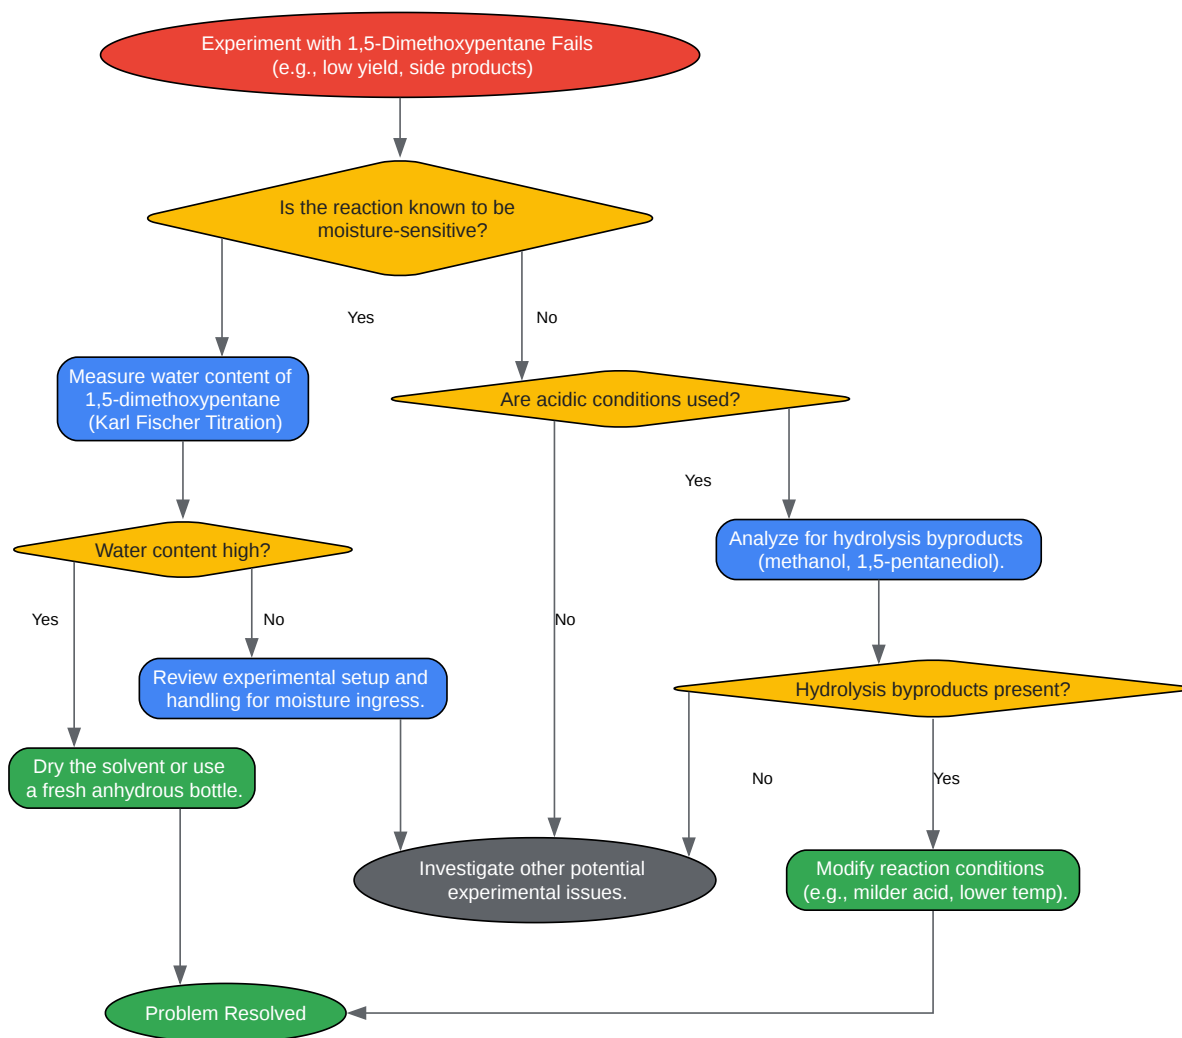 Experiment with 1,5-Dimethoxypentane Fails
(e.g., low yield, side products)
Is the reaction known to be
moisture-sensitive?
Yes
No
Measure water content of
1,5-dimethoxypentane
(Karl Fischer Titration)
Are acidic conditions used?
Yes
Analyze for hydrolysis byproducts
(methanol, 1,5-pentanediol).
Water content high?
Yes
No
No
Review experimental setup and
handling for moisture ingress.
Hydrolysis byproducts present?
Dry the solvent or use
a fresh anhydrous bottle.
No
Yes
Investigate other potential
experimental issues.
Modify reaction conditions
(e.g., milder acid, lower temp).
Problem Resolved